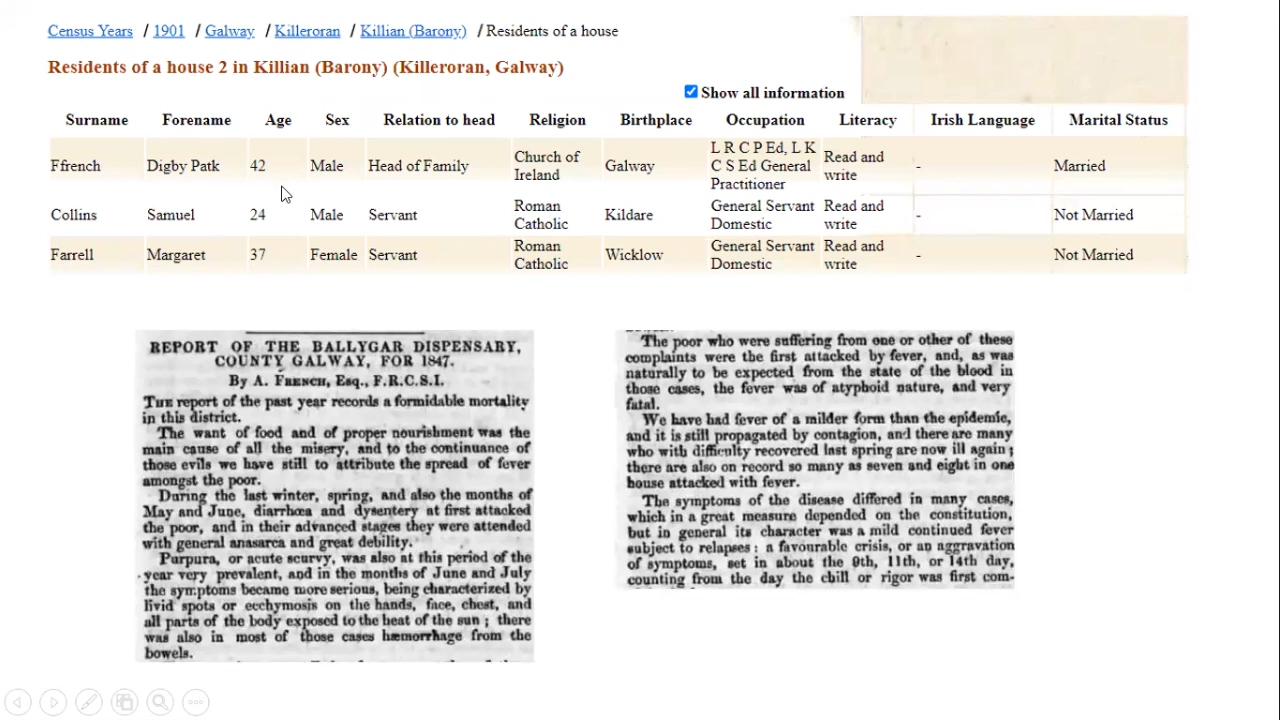 Census Years / 1901 / Galway / Killeroran / Killian (Barony) / Residents of a house
Residents of a house 2 in Killian (Barony) (Killeroran, Galway)
Show all information
Surname Forename Age Sex Relation to head Religion Birthplace Occupation Literacy Irish Language Marital Status
Ffrench Digby Patk 42 Male Head of Family Church of Ireland Galway L R C P Ed, L K C S Ed General Practitioner Read and write - Married
Collins Samuel 24 Male Servant Roman Catholic Kildare General Servant Domestic Read and write - Not Married
Farrell Margaret 37 Female Servant Roman Catholic Wicklow General Servant Domestic Read and write - Not Married
REPORT OF THE BALLYGAR DISPENSARY,
COUNTY GALWAY, FOR 1847.
By A. French, Esq., F.R.C.S.I.
The report of the past year records a formidable mortality
in this district.
The want of food and of proper nourishment was the
main cause of all the misery, and to the continuance of
those evils we have still to attribute the spread of fever
amongst the poor.
During the last winter, spring, and also the months of
May and June, diarrhœa and dysentery at first attacked
the poor, and in their advanced stages they were attended
with general anasarca and great debility.
Purpura, or acute scurvy, was also at this period of the
year very prevalent, and in the months of June and July
the symptoms became more serious, being characterized by
livid spots or ecchymosis on the hands, face, chest, and
all parts of the body exposed to the heat of the sun; there
was also in most of those cases hæmorrhage from the
bowels.
The poor who were suffering from one or other of these
complaints were the first attacked by fever, and, as was
naturally to be expected from the state of the blood in
those cases, the fever was of atyphoid nature, and very
fatal.
We have had fever of a milder form than the epidemic,
and it is still propagated by contagion, and there are many
who with difficulty recovered last spring are now ill again;
there are also on record so many as seven and eight in one
house attacked with fever.
The symptoms of the disease differed in many cases,
which in a great measure depended on the constitution,
but in general its character was a mild continued fever
subject to relapses: a favourable crisis, or an aggravation
of symptoms, set in about the 9th, 11th, or 14th day,
counting from the day the chill or rigor was first com-